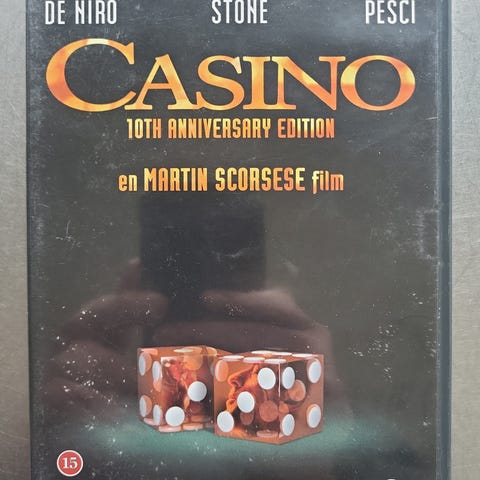 DE NIRO STONE PESCI
CASINO
10TH ANNIVERSARY EDITION
en MARTIN SCORSESE film
15